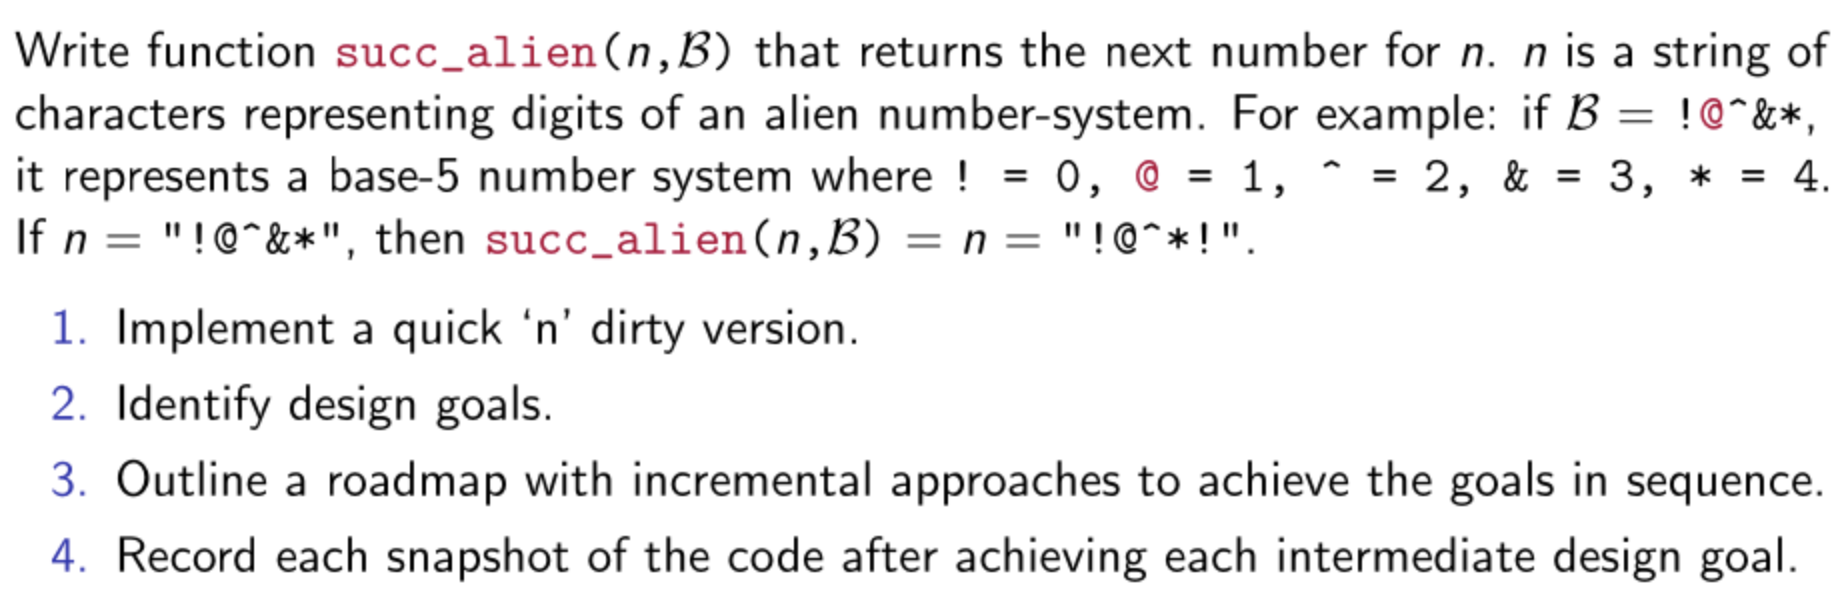 Write function succ_alien(n,B) that returns the next number for n. n is a string of
characters representing digits of an alien number-system. For example: if B = !@^&*,
it represents a base-5 number system where ! = 0, @ = 1, ^ = 2, & = 3, * = 4.
If n = "!@^&*", then succ_alien(n,B) = n = "!@^*!".
1. Implement a quick ‘n’ dirty version.
2. Identify design goals.
3. Outline a roadmap with incremental approaches to achieve the goals in sequence.
4. Record each snapshot of the code after achieving each intermediate design goal.